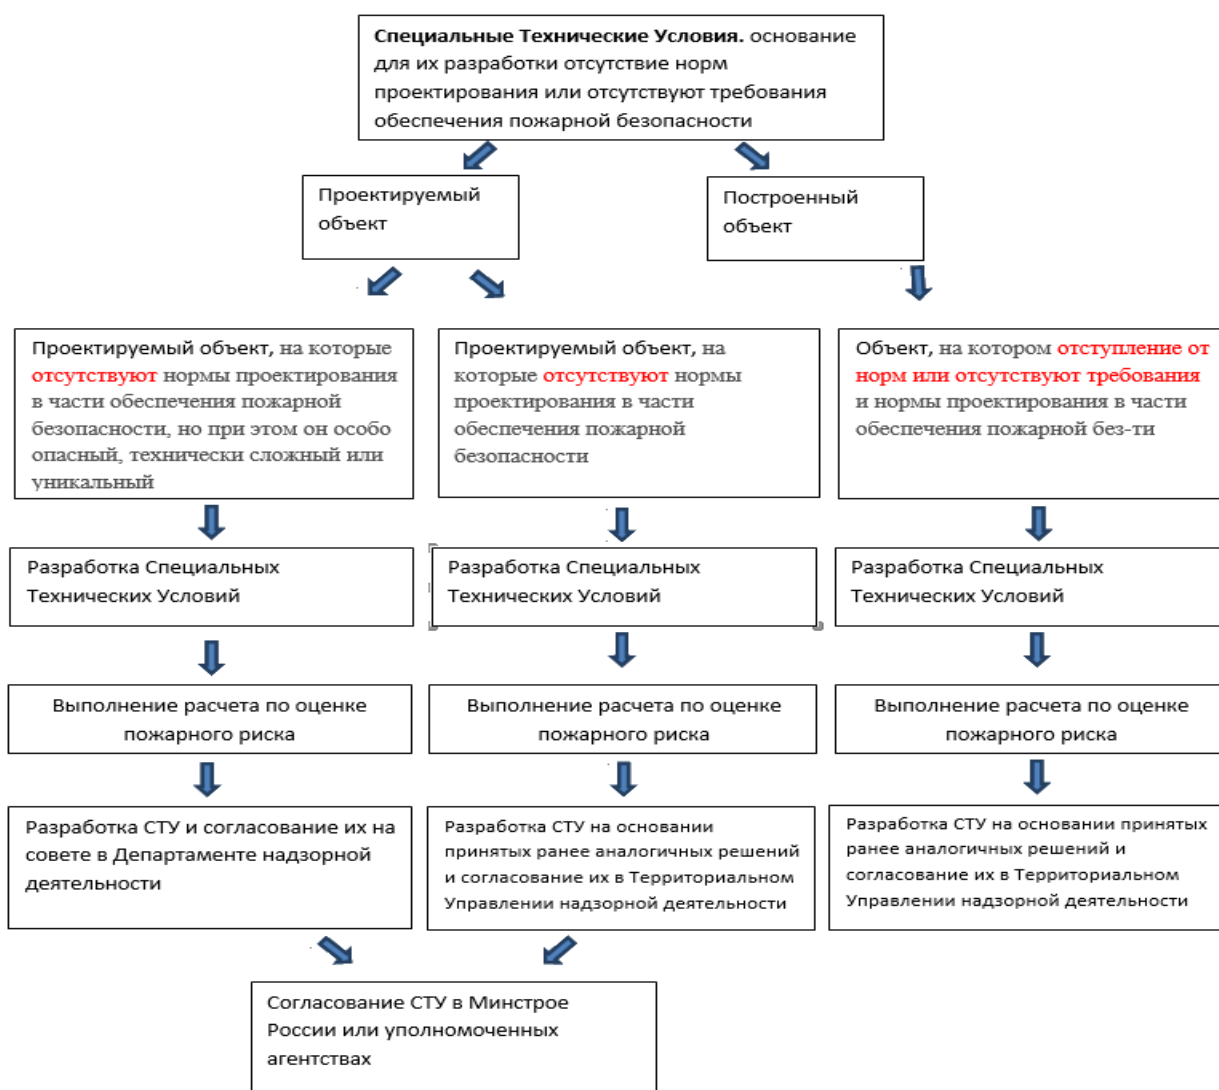 Специальные Технические Условия. основание
для их разработки отсутствие норм
проектирования или отсутствуют требования
обеспечения пожарной безопасности
Проектируемый
объект
Построенный
объект
Проектируемый объект, на которые
отсутствуют нормы проектирования
в части обеспечения пожарной
безопасности, но при этом он особо
опасный, технически сложный или
уникальный
Проектируемый объект, на
которые отсутствуют нормы
проектирования в части
обеспечения пожарной
безопасности
Объект, на котором отступление от
норм или отсутствуют требования
и нормы проектирования в части
обеспечения пожарной без-ти
Разработка Специальных
Технических Условий
Разработка Специальных
Технических Условий
Разработка Специальных
Технических Условий
Выполнение расчета по оценке
пожарного риска
Выполнение расчета по оценке
пожарного риска
Выполнение расчета по оценке
пожарного риска
Разработка СТУ и согласование их на
совете в Департаменте надзорной
деятельности
Разработка СТУ на основании
принятых ранее аналогичных решений
и согласование их в Территориальном
Управлении надзорной деятельности
Разработка СТУ на основании принятых
ранее аналогичных решений и
согласование их в Территориальном
Управлении надзорной деятельности
Согласование СТУ в Минстрое
России или уполномоченных
агентствах